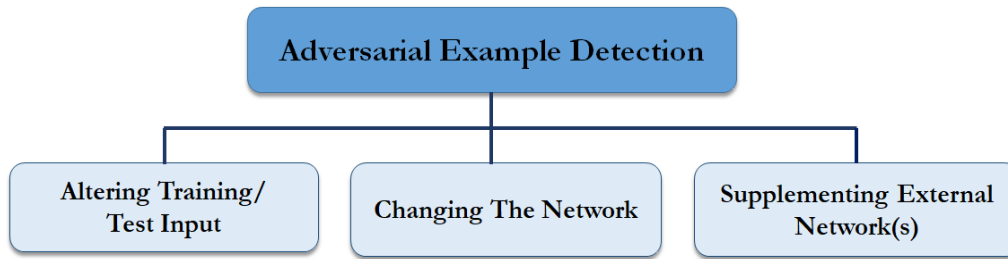 Adversarial Example Detection
Altering Training/
Test Input
Changing The Network
Supplementing External
Network(s)